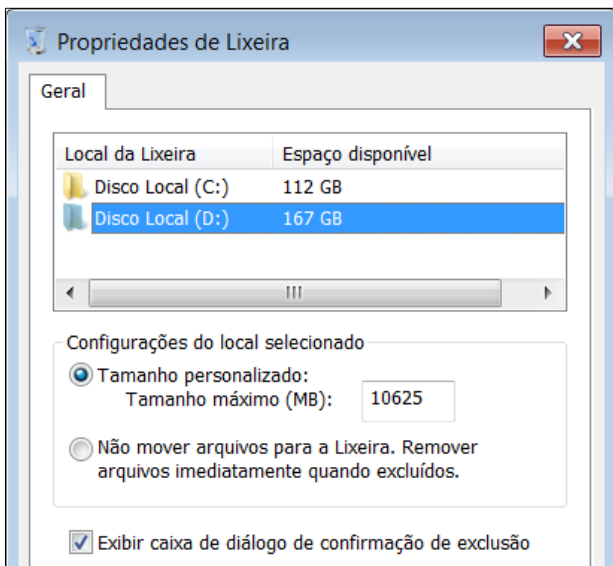 Propriedades de Lixeira
Geral
Local da Lixeira Espaço disponível
Disco Local (C:) 112 GB
Disco Local (D:) 167 GB
Configurações do local selecionado
Tamanho personalizado:
Tamanho máximo (MB): 10625
Não mover arquivos para a Lixeira. Remover
arquivos imediatamente quando excluídos.
Exibir caixa de diálogo de confirmação de exclusão